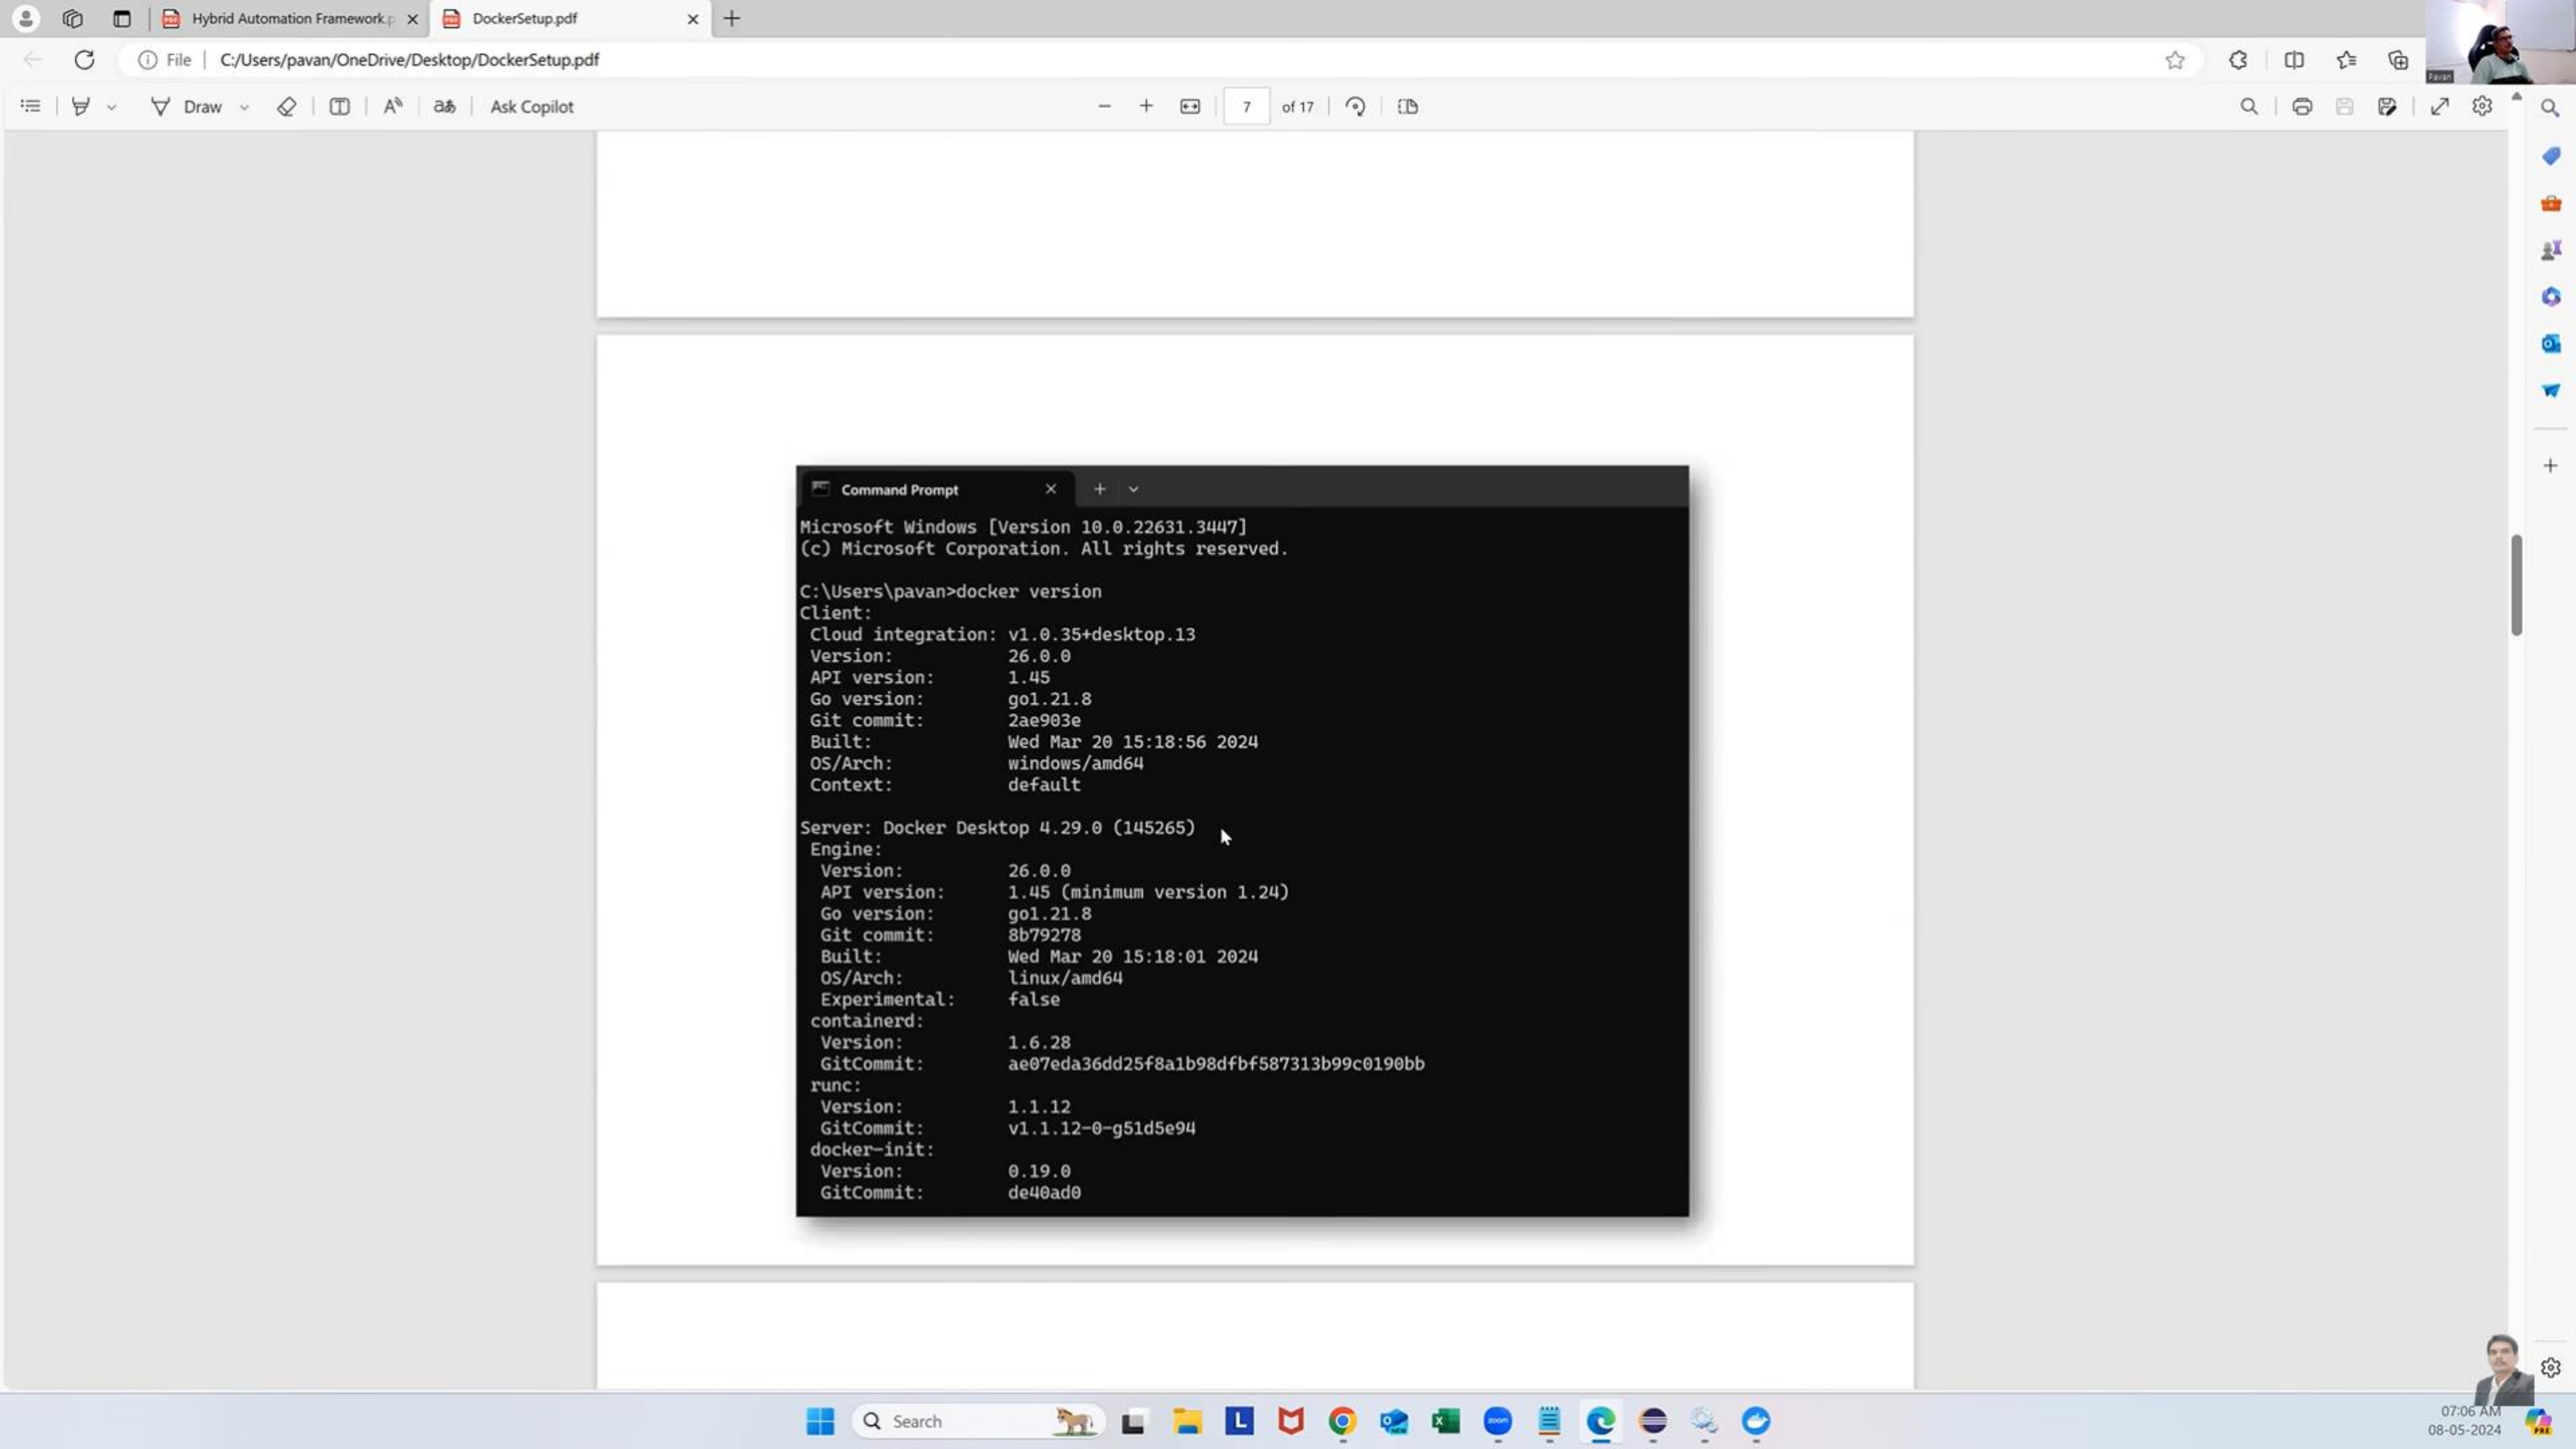 Hybrid Automation Framework.p
DockerSetup.pdf
File
C:/Users/pavan/OneDrive/Desktop/DockerSetup.pdf
Pavan
Draw
aあ
Ask Copilot
7
of 17
Command Prompt
Microsoft Windows [Version 10.0.22631.3447]
(c) Microsoft Corporation. All rights reserved.
C:\Users\pavan>docker version
Client:
Cloud integration: v1.0.35+desktop.13
Version: 26.0.0
API version: 1.45
Go version: go1.21.8
Git commit: 2ae903e
Built: Wed Mar 20 15:18:56 2024
OS/Arch: windows/amd64
Context: default
Server: Docker Desktop 4.29.0 (145265)
Engine:
Version: 26.0.0
API version: 1.45 (minimum version 1.24)
Go version: go1.21.8
Git commit: 8b79278
Built: Wed Mar 20 15:18:01 2024
OS/Arch: linux/amd64
Experimental: false
containerd:
Version: 1.6.28
GitCommit: ae07eda36dd25f8a1b98dfbf587313b99c0190bb
runc:
Version: 1.1.12
GitCommit: v1.1.12-0-g51d5e94
docker-init:
Version: 0.19.0
GitCommit: de40ad0
Search
L
zoom
07:06 AM
08-05-2024
PRE